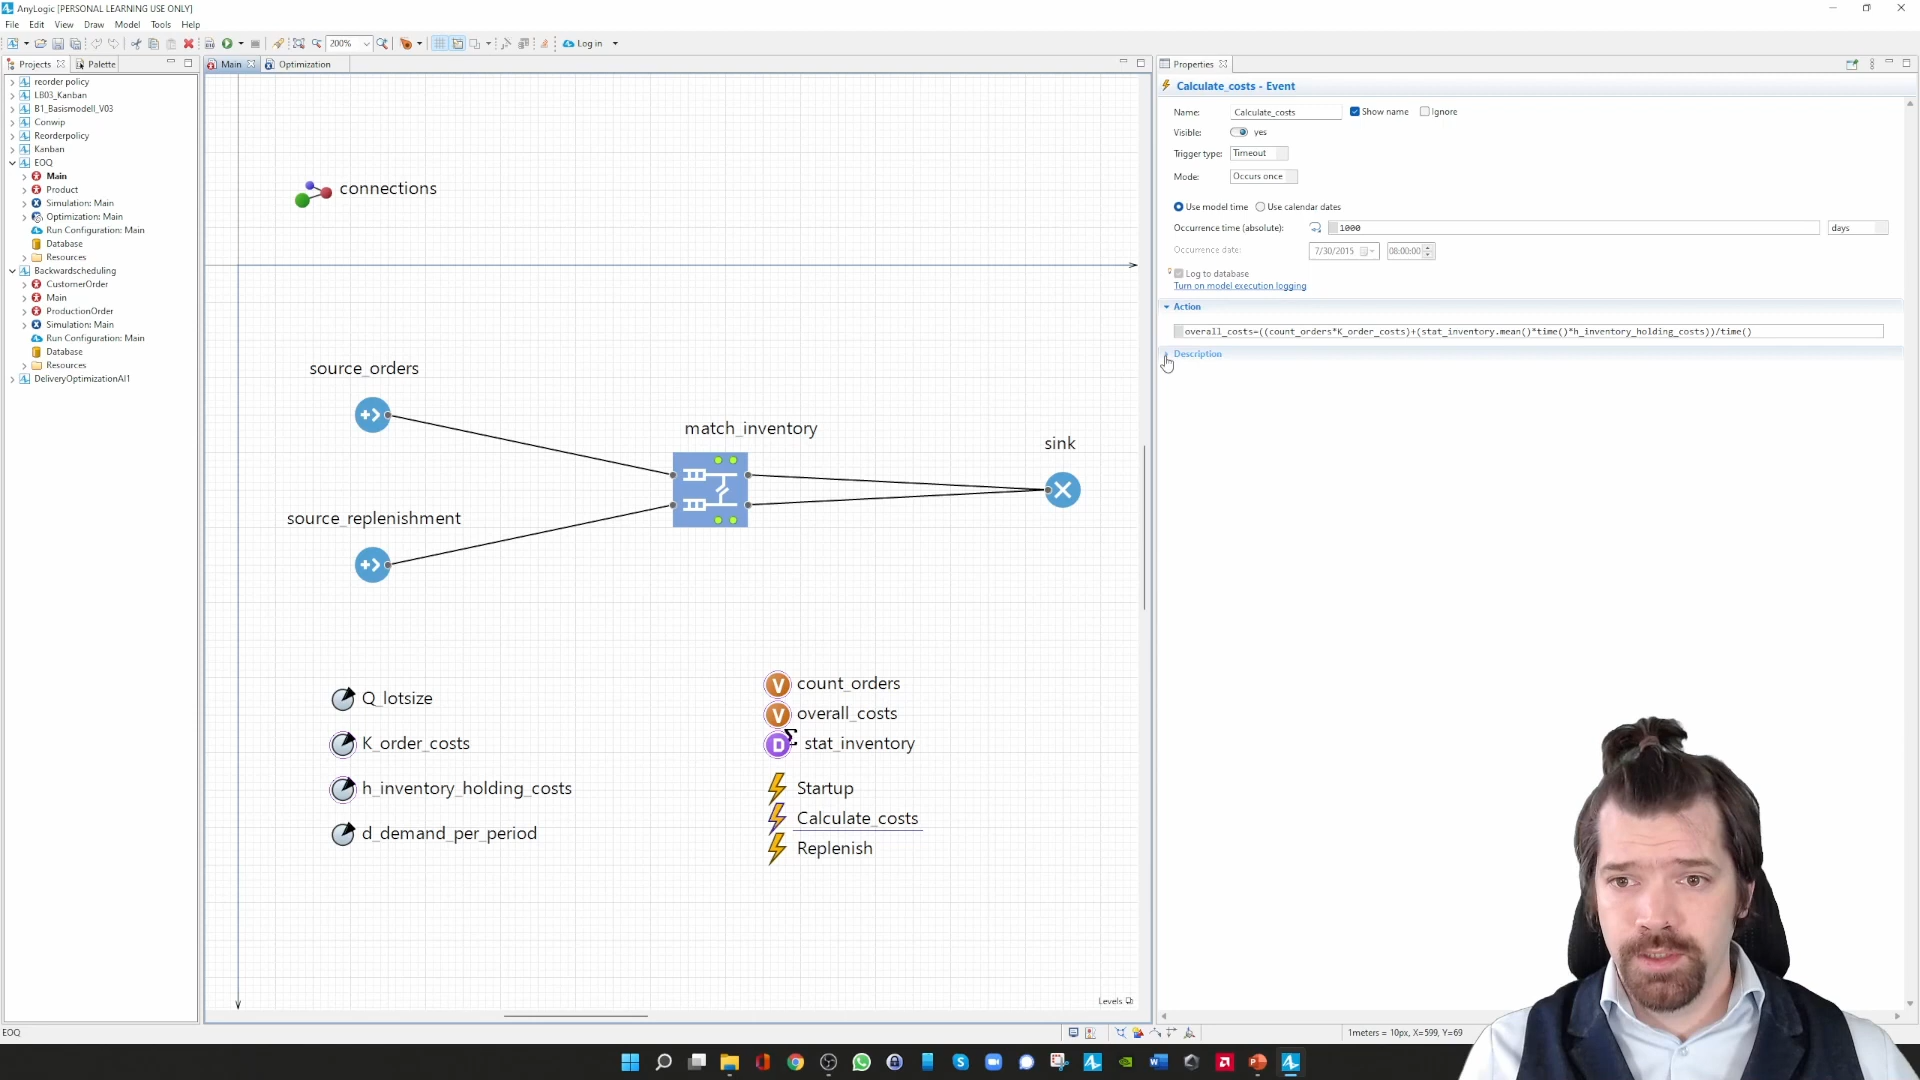 AnyLogic [PERSONAL LEARNING USE ONLY]
File Edit View Draw Model Tools Help
200% Log in
Projects Palette
Main Optimization
Properties
reorder policy
LB03_Kanban
B1_Basismodell_V03
Conwip
Reorderpolicy
Kanban
EOQ
Main
Product
Simulation: Main
Optimization: Main
Run Configuration: Main
Database
Resources
Backwardscheduling
CustomerOrder
Main
ProductionOrder
Simulation: Main
Run Configuration: Main
Database
Resources
DeliveryOptimizationAI1
connections
source_orders
match_inventory
sink
source_replenishment
Q_lotsize
K_order_costs
h_inventory_holding_costs
d_demand_per_period
V count_orders
V overall_costs
D Σ stat_inventory
Startup
Calculate_costs
Replenish
Levels
Calculate_costs - Event
Name: Calculate_costs Show name Ignore
Visible: yes
Trigger type: Timeout
Mode: Occurs once
Use model time Use calendar dates
Occurrence time (absolute): 1000 days
Occurrence date: 7/30/2015 08:00:00
Log to database
Turn on model execution logging
Action
overall_costs=((count_orders*K_order_costs)+(stat_inventory.mean()*time()*h_inventory_holding_costs))/time()
Description
EOQ
1meters = 10px, X=599, Y=69